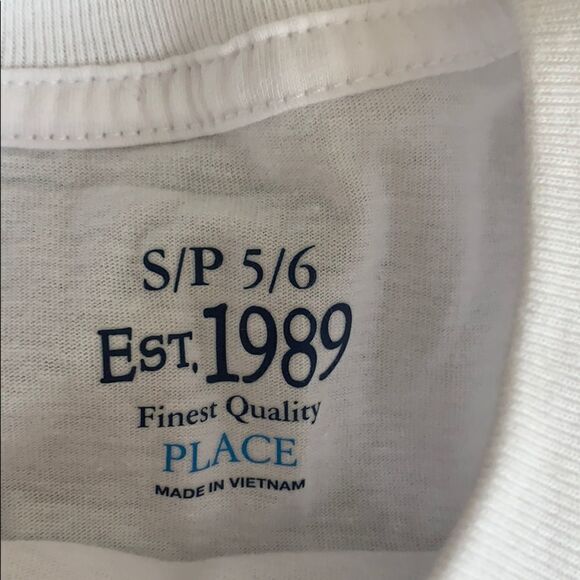 S/P 5/6
EST. 1989
Finest Quality
PLACE
MADE IN VIETNAM